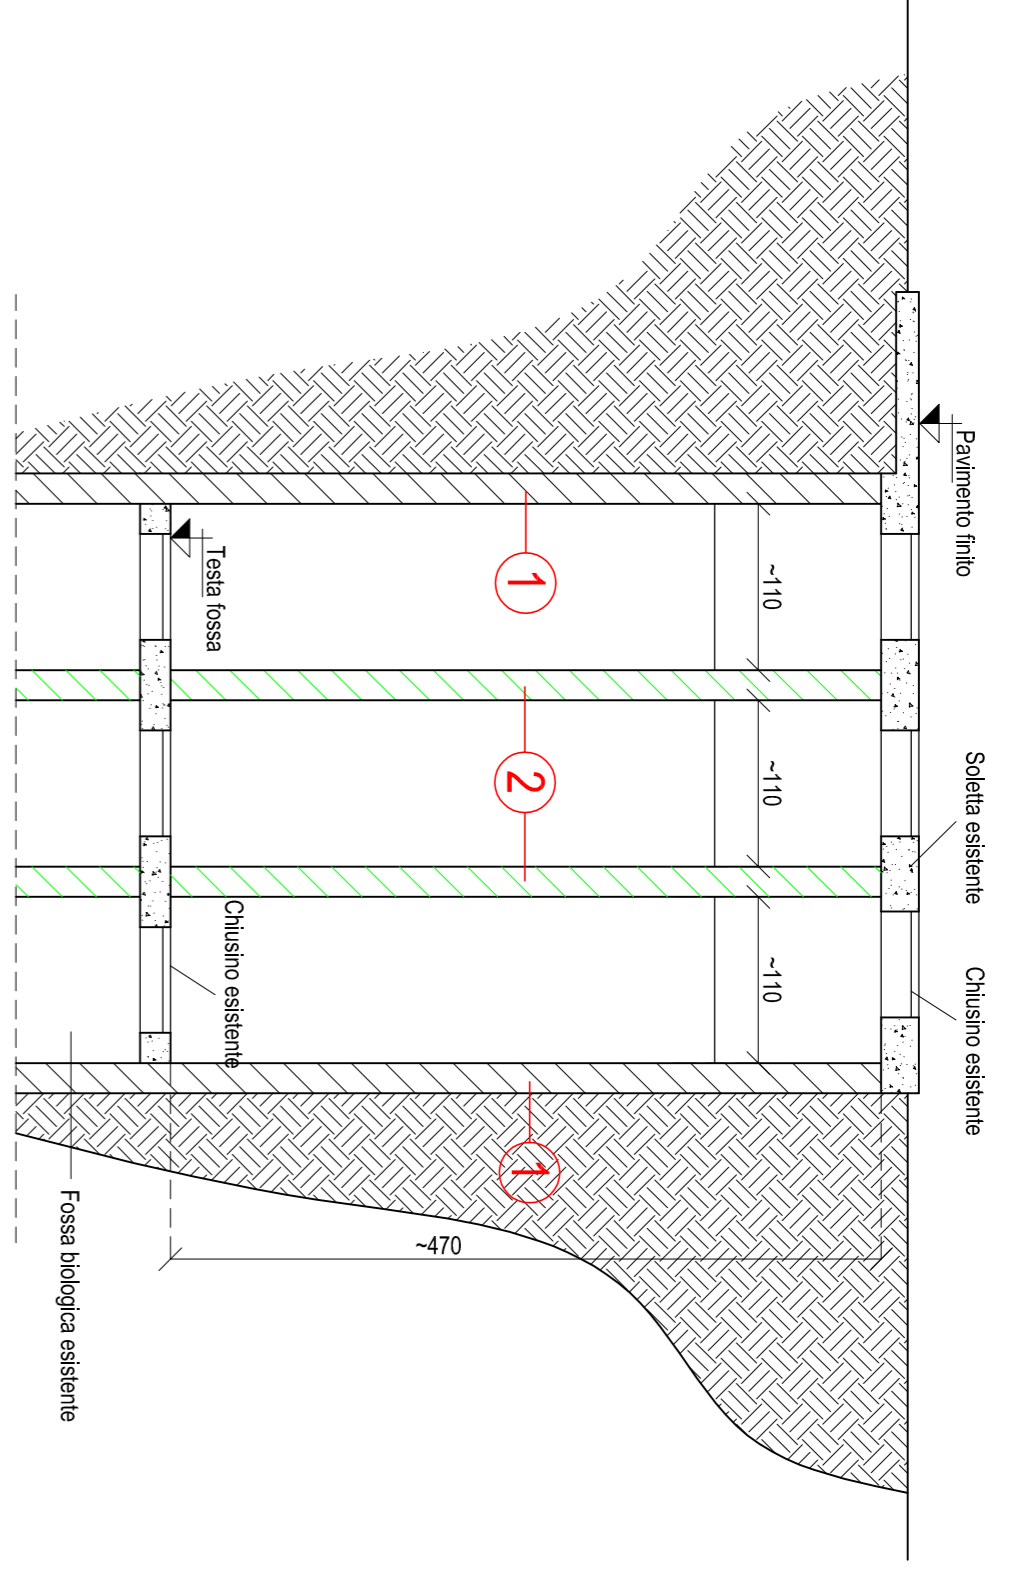 Pavimento finito
Soletta esistente
Chiusino esistente
~110
~110
~110
1
2
1
Testa fossa
Chiusino esistente
~470
Fossa biologica esistente